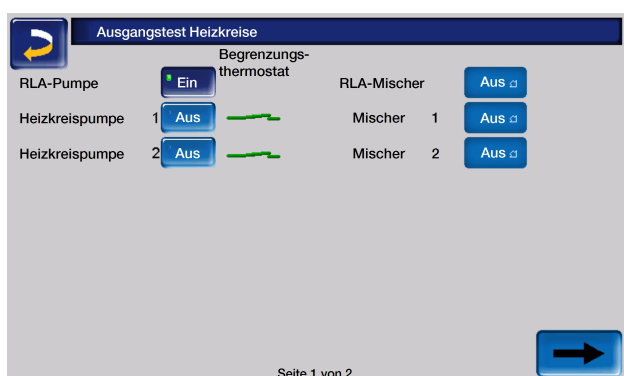 Ausgangstest Heizkreise
Begrenzungs-
thermostat
RLA-Pumpe Ein RLA-Mischer Aus
Heizkreispumpe 1 Aus Mischer 1 Aus
Heizkreispumpe 2 Aus Mischer 2 Aus
Seite 1 von 2